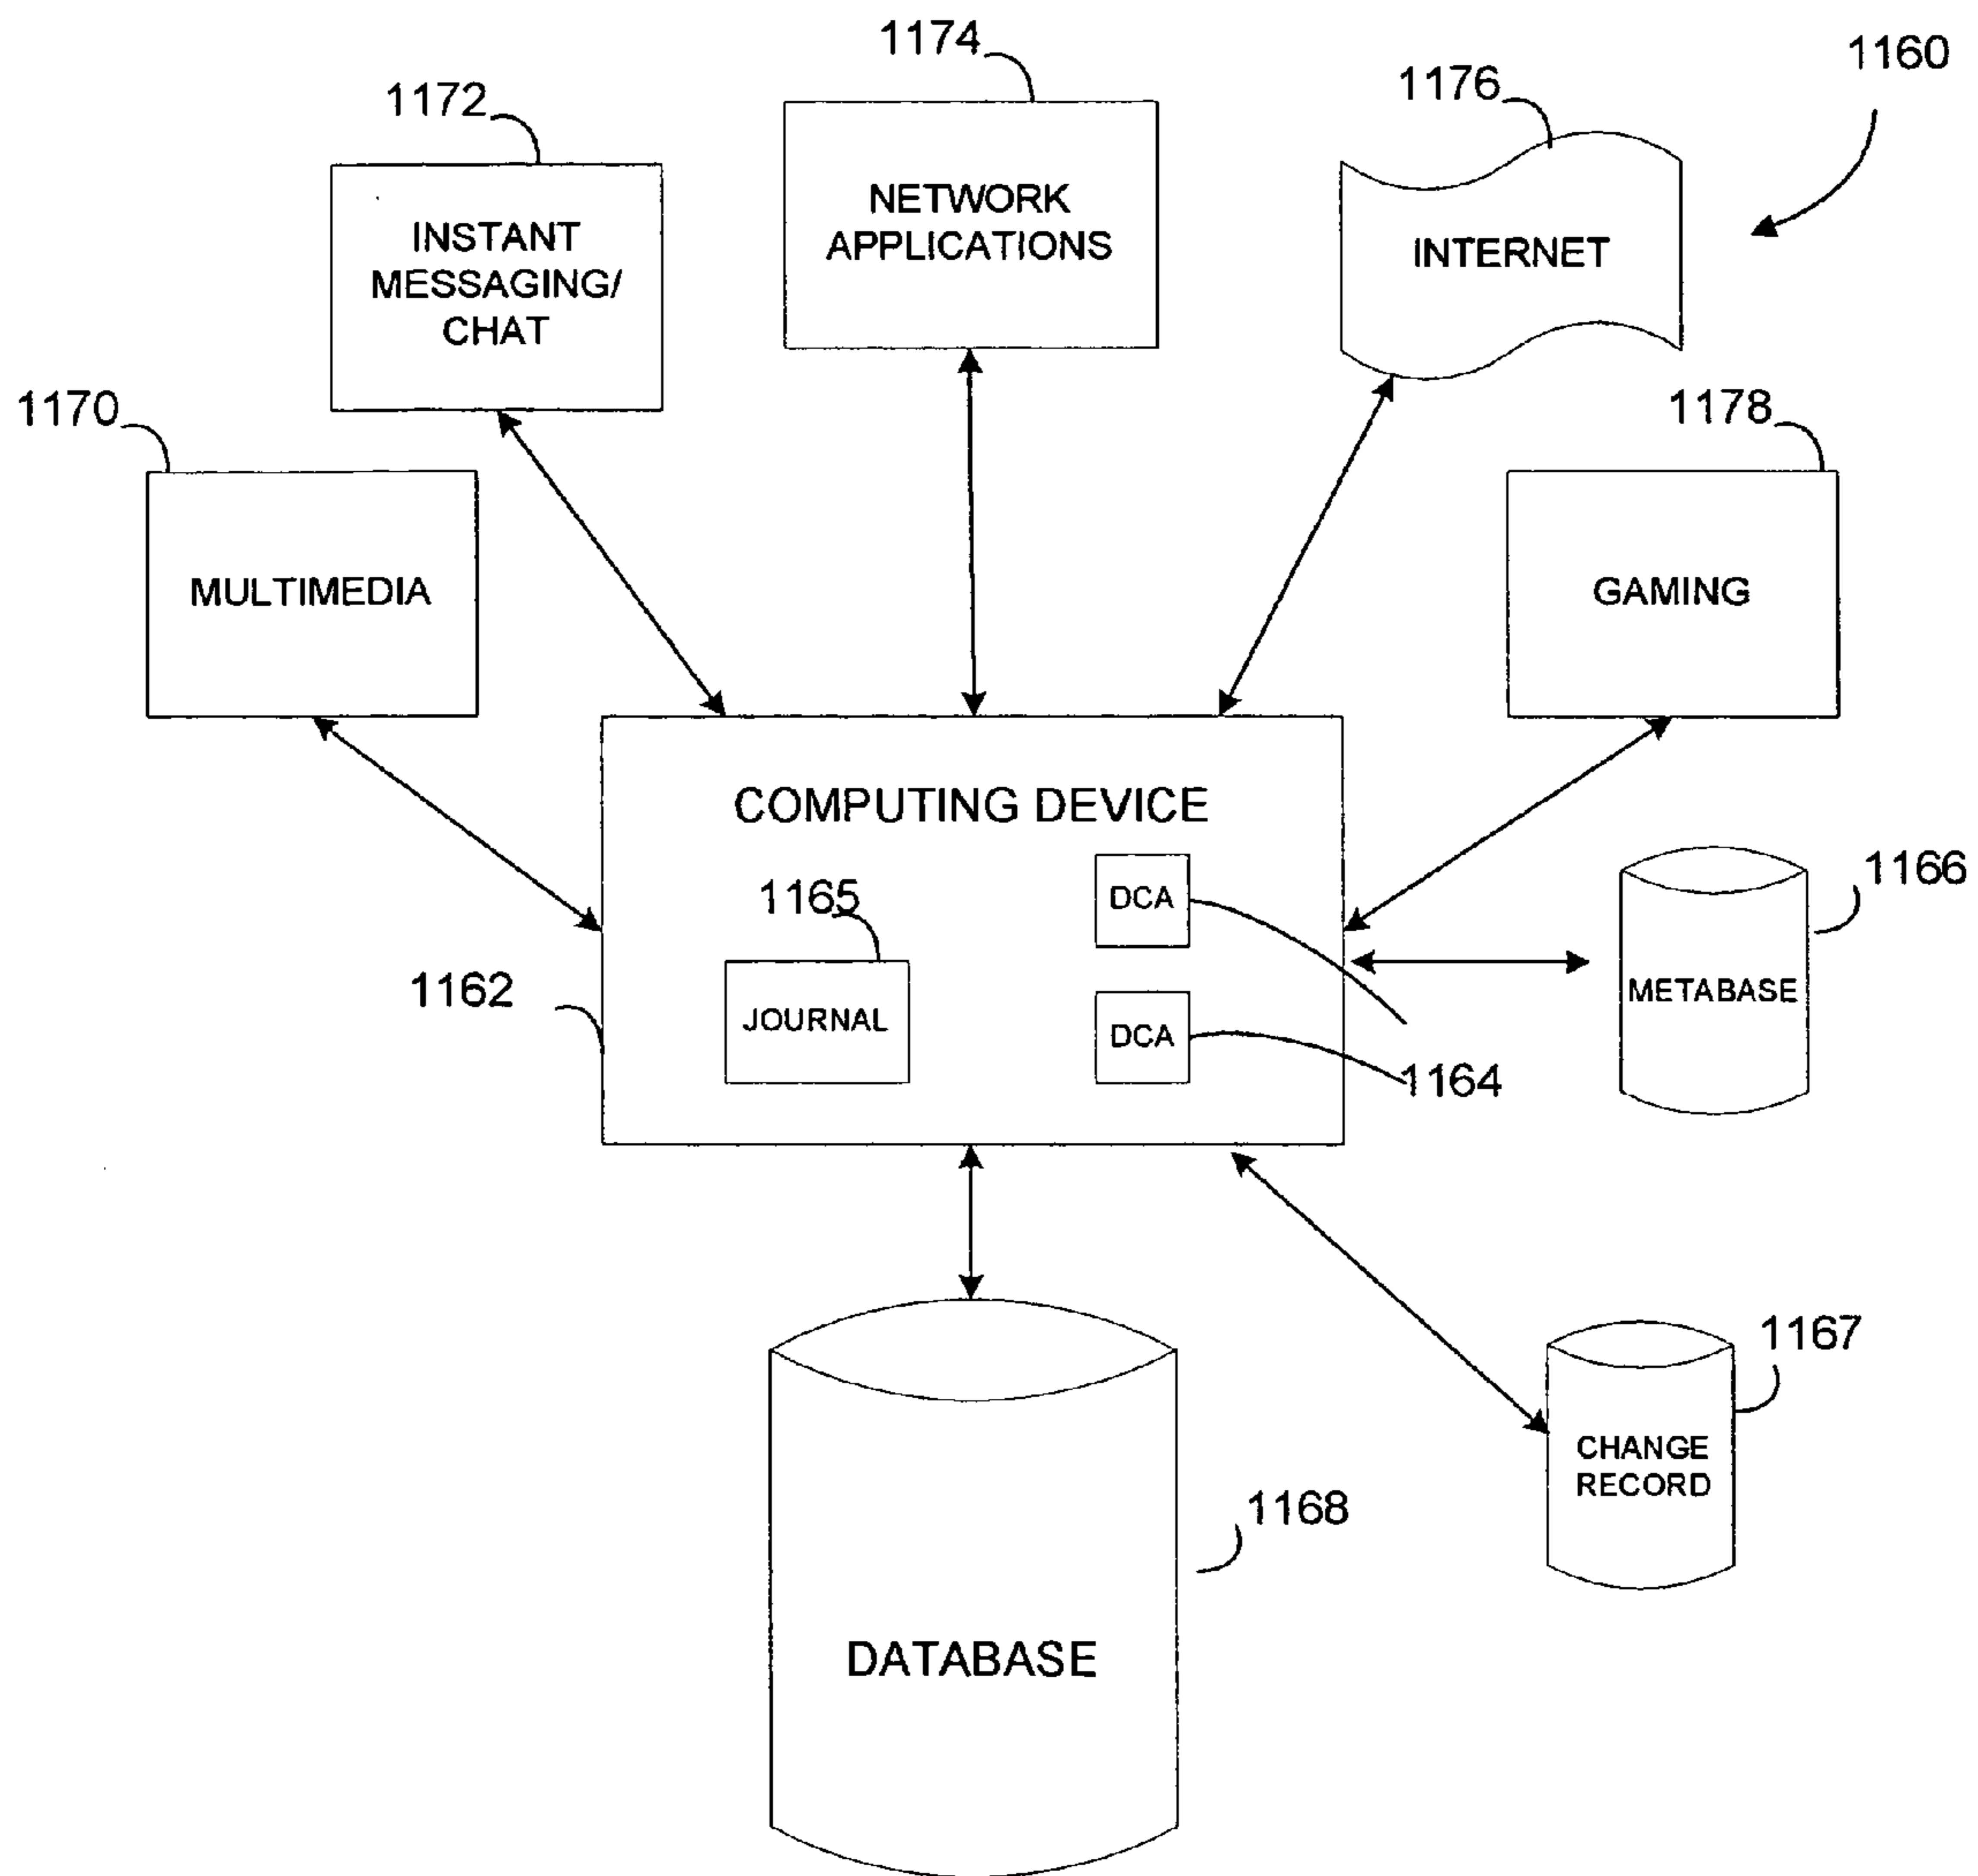 1174
1160
1172
1176
NETWORK
APPLICATIONS
INSTANT
MESSAGING/
CHAT
INTERNET
1170
1178
MULTIMEDIA
GAMING
COMPUTING DEVICE
1166
1165
DCA
1162
METABASE
JOURNAL
DCA
1164
1167
CHANGE
RECORD
1168
DATABASE